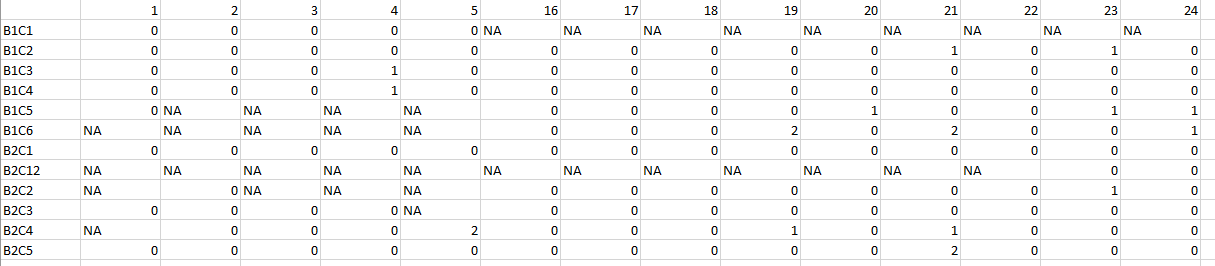 1 2 3 4 5 16 17 18 19 20 21 22 23 24
B1C1 0 0 0 0 0 NA NA NA NA NA NA NA NA NA
B1C2 0 0 0 0 0 0 0 0 0 0 1 0 1 0
B1C3 0 0 0 1 0 0 0 0 0 0 0 0 0 0
B1C4 0 0 0 1 0 0 0 0 0 0 0 0 0 0
B1C5 0 NA NA NA NA 0 0 0 0 1 0 0 1 1
B1C6 NA NA NA NA NA 0 0 0 2 0 2 0 0 1
B2C1 0 0 0 0 0 0 0 0 0 0 0 0 0 0
B2C12 NA NA NA NA NA NA NA NA NA NA NA NA 0 0
B2C2 NA 0 NA NA NA 0 0 0 0 0 0 0 1 0
B2C3 0 0 0 0 NA 0 0 0 0 0 0 0 0 0
B2C4 NA 0 0 0 2 0 0 0 1 0 1 0 0 0
B2C5 0 0 0 0 0 0 0 0 0 0 2 0 0 0